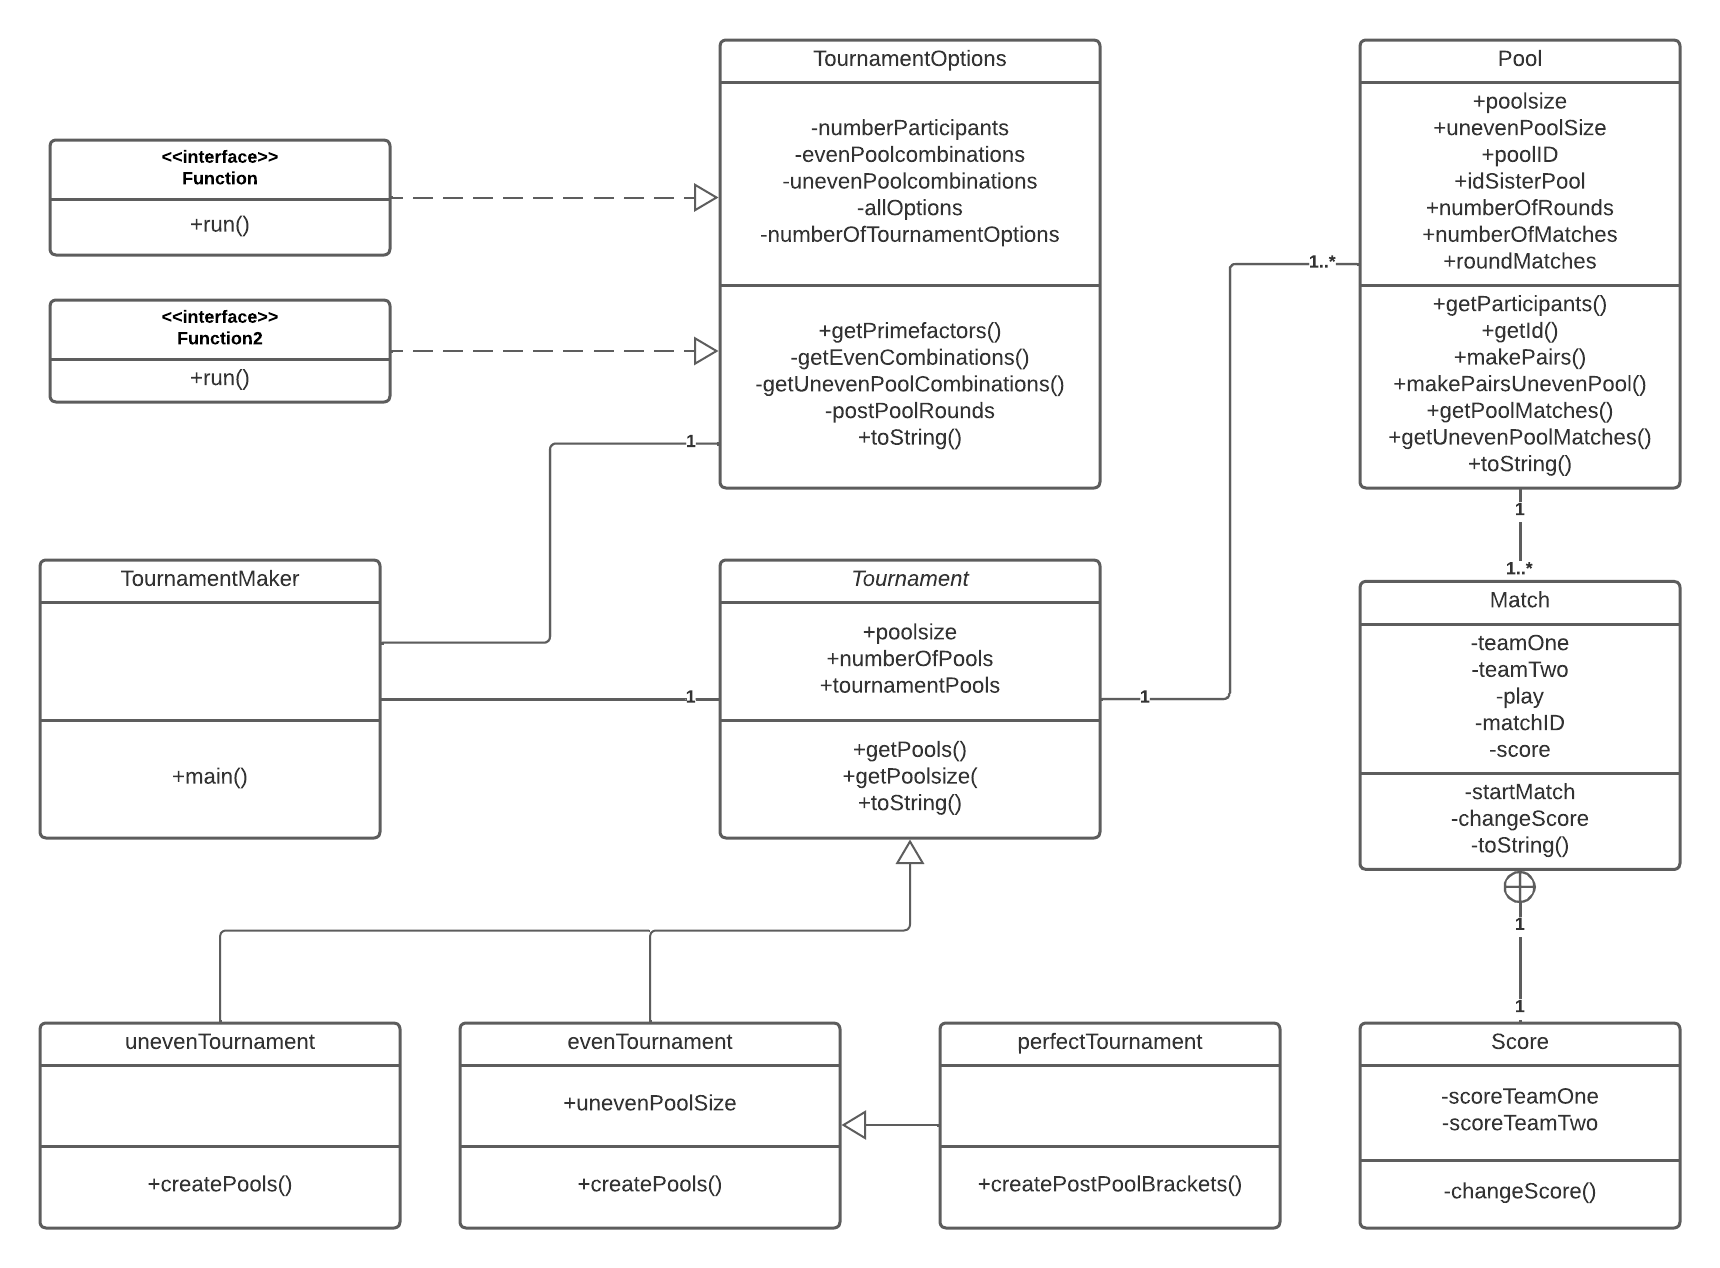 TournamentOptions
-numberParticipants
-evenPoolcombinations
-unevenPoolcombinations
-allOptions
-numberOfTournamentOptions
+getPrimefactors()
-getEvenCombinations()
-getUnevenPoolCombinations()
-postPoolRounds
+toString()
Pool
+poolsize
+unevenPoolSize
+poolID
+idSisterPool
+numberOfRounds
+numberOfMatches
+roundMatches
+getParticipants()
+getId()
+makePairs()
+makePairsUnevenPool()
+getPoolMatches()
+getUnevenPoolMatches()
+toString()
<<interface>>
Function
+run()
<<interface>>
Function2
+run()
1
1..*
1
1..*
TournamentMaker
+main()
1
Tournament
+poolsize
+numberOfPools
+tournamentPools
+getPools()
+getPoolsize(
+toString()
1
Match
-teamOne
-teamTwo
-play
-matchID
-score
-startMatch
-changeScore
-toString()
1
1
unevenTournament
+createPools()
evenTournament
+unevenPoolSize
+createPools()
perfectTournament
+createPostPoolBrackets()
Score
-scoreTeamOne
-scoreTeamTwo
-changeScore()